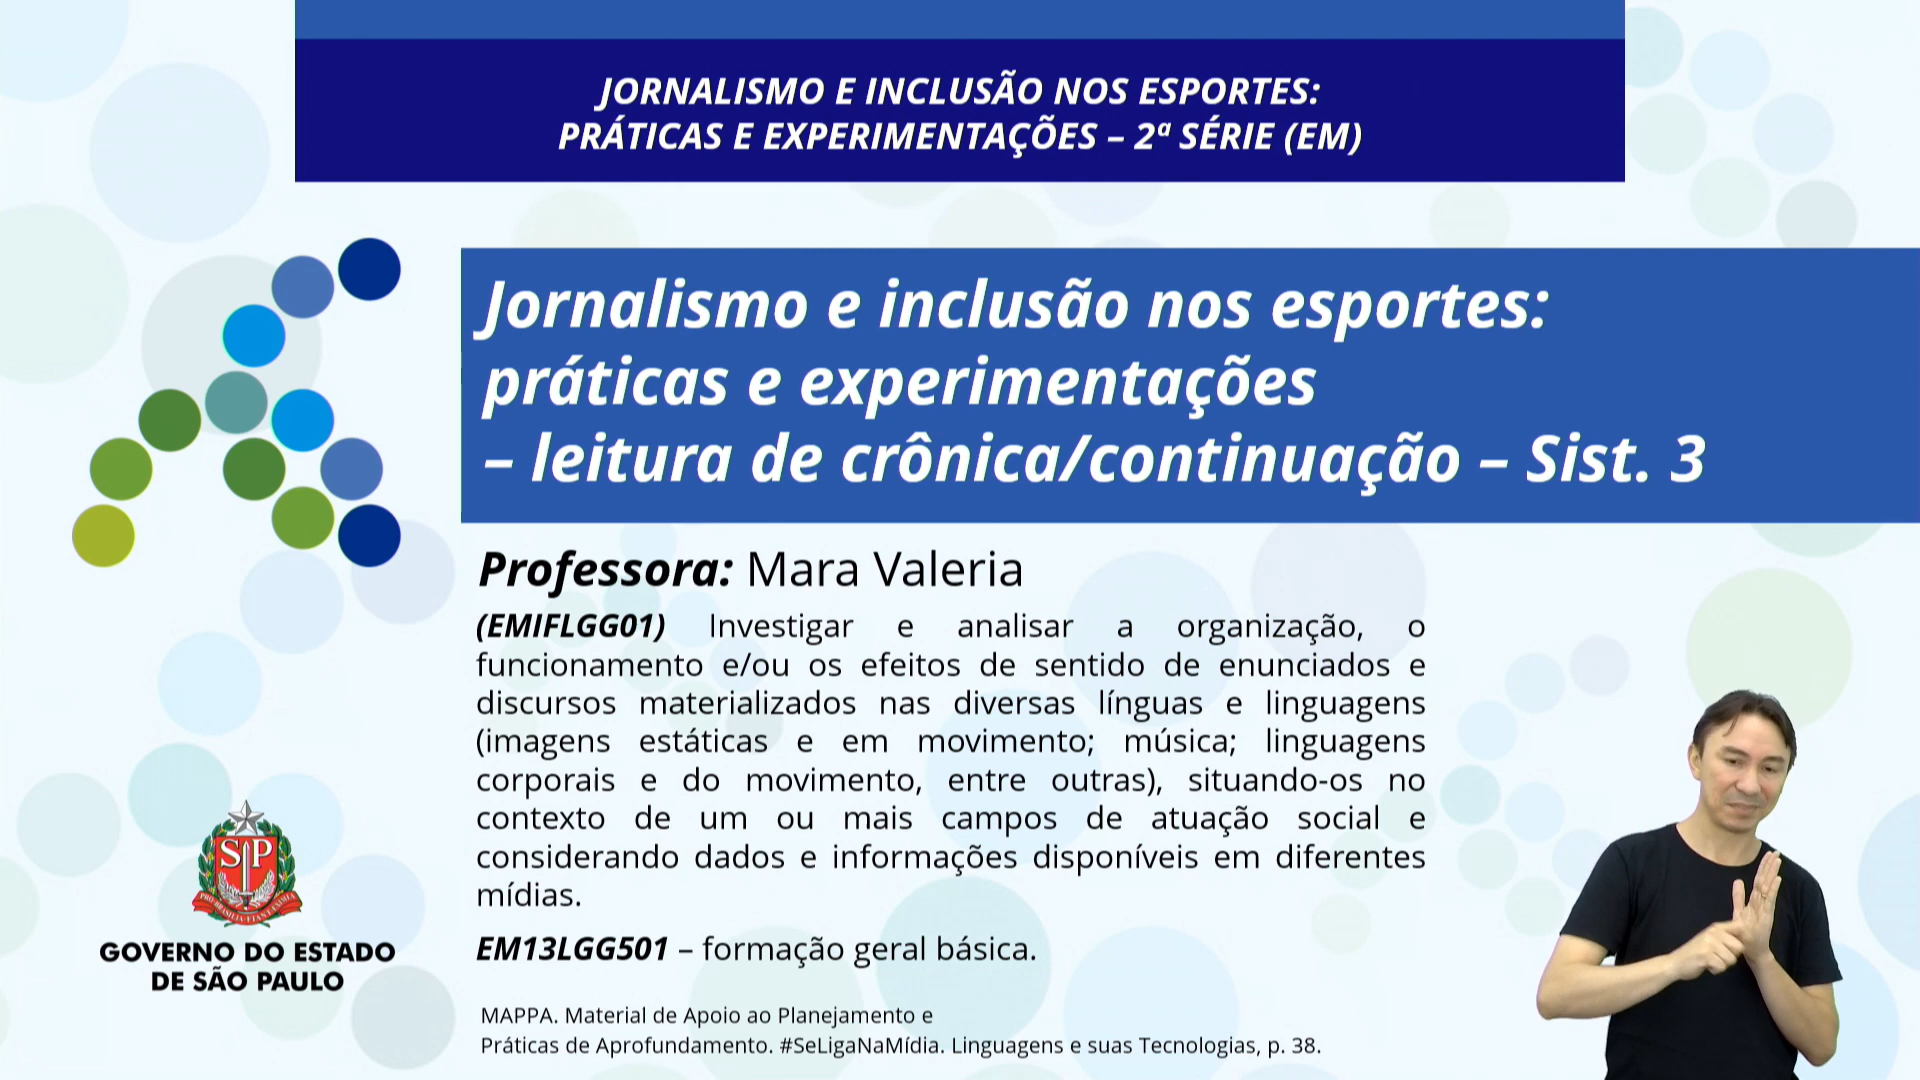 JORNALISMO E INCLUSÃO NOS ESPORTES:
PRÁTICAS E EXPERIMENTAÇÕES – 2ª SÉRIE (EM)
Jornalismo e inclusão nos esportes:
práticas e experimentações
– leitura de crônica/continuação – Sist. 3
Professora: Mara Valeria
(EMIFLGG01) Investigar e analisar a organização, o
funcionamento e/ou os efeitos de sentido de enunciados e
discursos materializados nas diversas línguas e linguagens
(imagens estáticas e em movimento; música; linguagens
corporais e do movimento, entre outras), situando-os no
contexto de um ou mais campos de atuação social e
considerando dados e informações disponíveis em diferentes
mídias.
EM13LGG501 – formação geral básica.
MAPPA. Material de Apoio ao Planejamento e
Práticas de Aprofundamento. #SeLigaNaMídia. Linguagens e suas Tecnologias, p. 38.
SP
GOVERNO DO ESTADO
DE SÃO PAULO